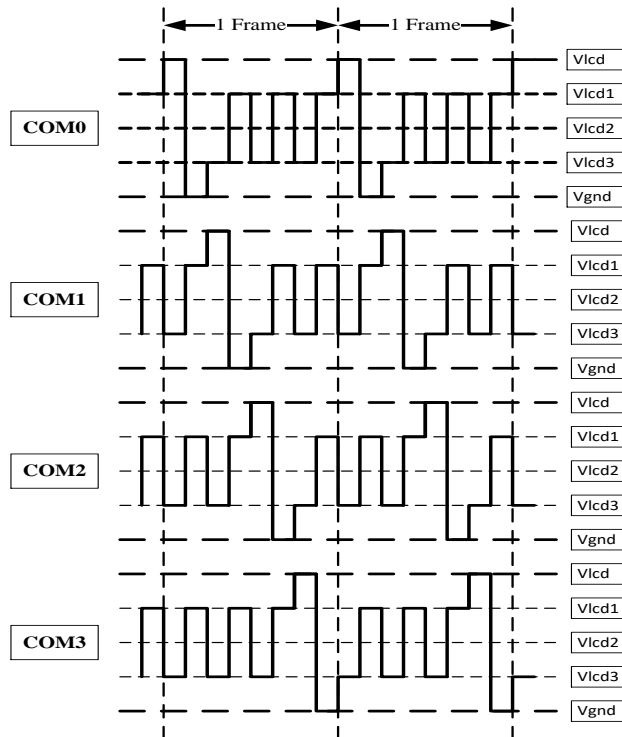 1 Frame 1 Frame
Vlcd
Vlcd1
COM0
Vlcd2
Vlcd3
Vgnd
Vlcd
Vlcd1
COM1
Vlcd2
Vlcd3
Vgnd
Vlcd
Vlcd1
COM2
Vlcd2
Vlcd3
Vgnd
Vlcd
Vlcd1
COM3
Vlcd2
Vlcd3
Vgnd